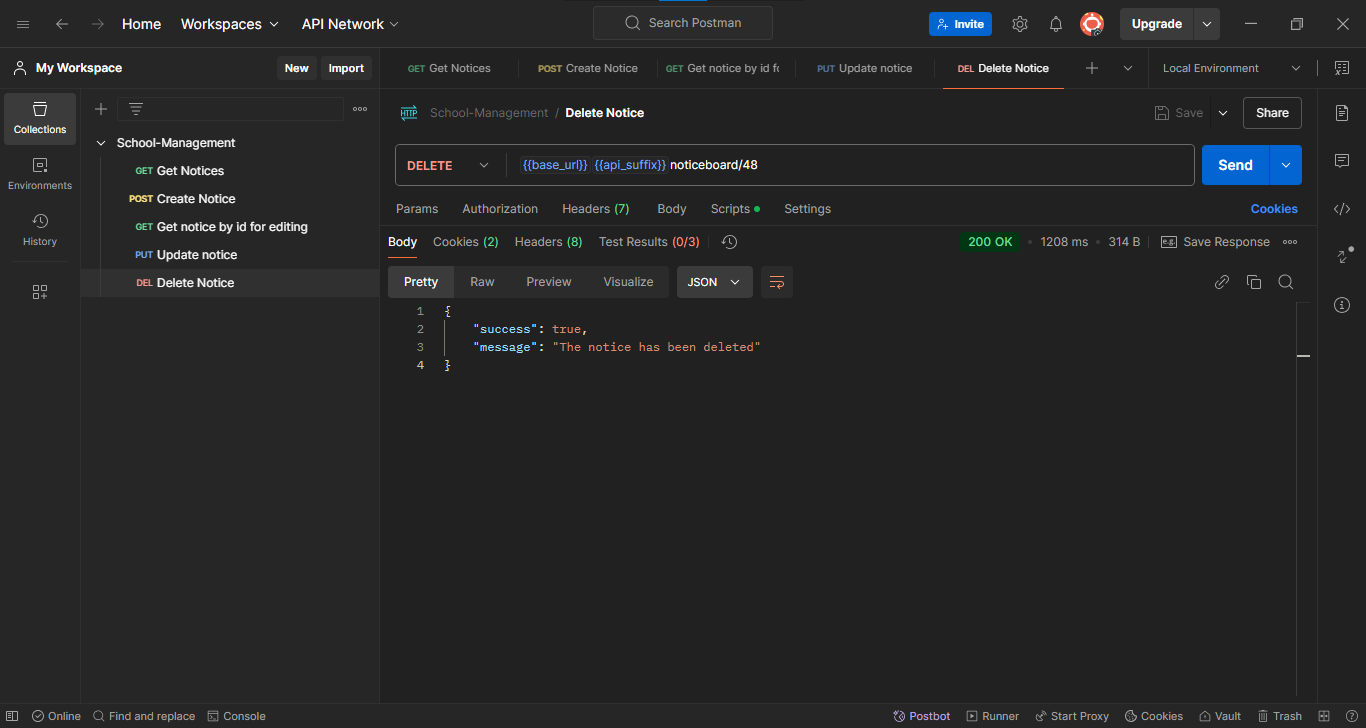 Home Workspaces API Network Search Postman Invite Upgrade
My Workspace New Import GET Get Notices POST Create Notice GET Get notice by id fo PUT Update notice DEL Delete Notice Local Environment
Collections
Environments
History
School-Management
GET Get Notices
POST Create Notice
GET Get notice by id for editing
PUT Update notice
DEL Delete Notice
HTTP School-Management / Delete Notice Save Share
DELETE {{base_url}} {{api_suffix}} noticeboard/48 Send
Params Authorization Headers (7) Body Scripts Settings Cookies
Body Cookies (2) Headers (8) Test Results (0/3) 200 OK 1208 ms 314 B e.g. Save Response
Pretty Raw Preview Visualize JSON
1 {
2 "success": true,
3 "message": "The notice has been deleted"
4 }
Online Find and replace Console Postbot Runner Start Proxy Cookies Vault Trash